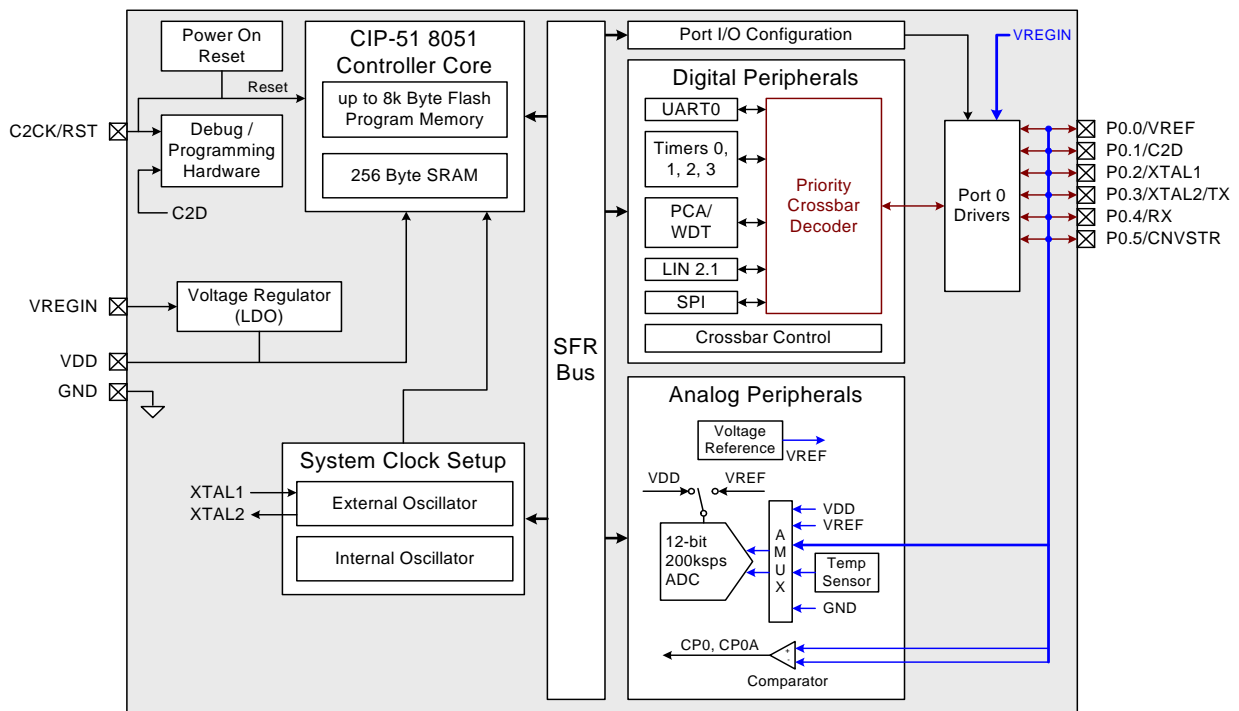 Power On
Reset
Reset
C2CK/RST
Debug /
Programming
Hardware
C2D
CIP-51 8051
Controller Core
up to 8k Byte Flash
Program Memory
256 Byte SRAM
VREGIN
Voltage Regulator
(LDO)
VDD
GND
System Clock Setup
XTAL1
XTAL2
External Oscillator
Internal Oscillator
SFR
Bus
Port I/O Configuration
Digital Peripherals
UART0
Timers 0,
1, 2, 3
PCA/
WDT
LIN 2.1
SPI
Priority
Crossbar
Decoder
Crossbar Control
VREGIN
Port 0
Drivers
P0.0/VREF
P0.1/C2D
P0.2/XTAL1
P0.3/XTAL2/TX
P0.4/RX
P0.5/CNVSTR
Analog Peripherals
Voltage
Reference
VREF
VDD
VREF
12-bit
200ksps
ADC
A
M
U
X
VDD
VREF
Temp
Sensor
GND
CP0, CP0A
+
-
Comparator